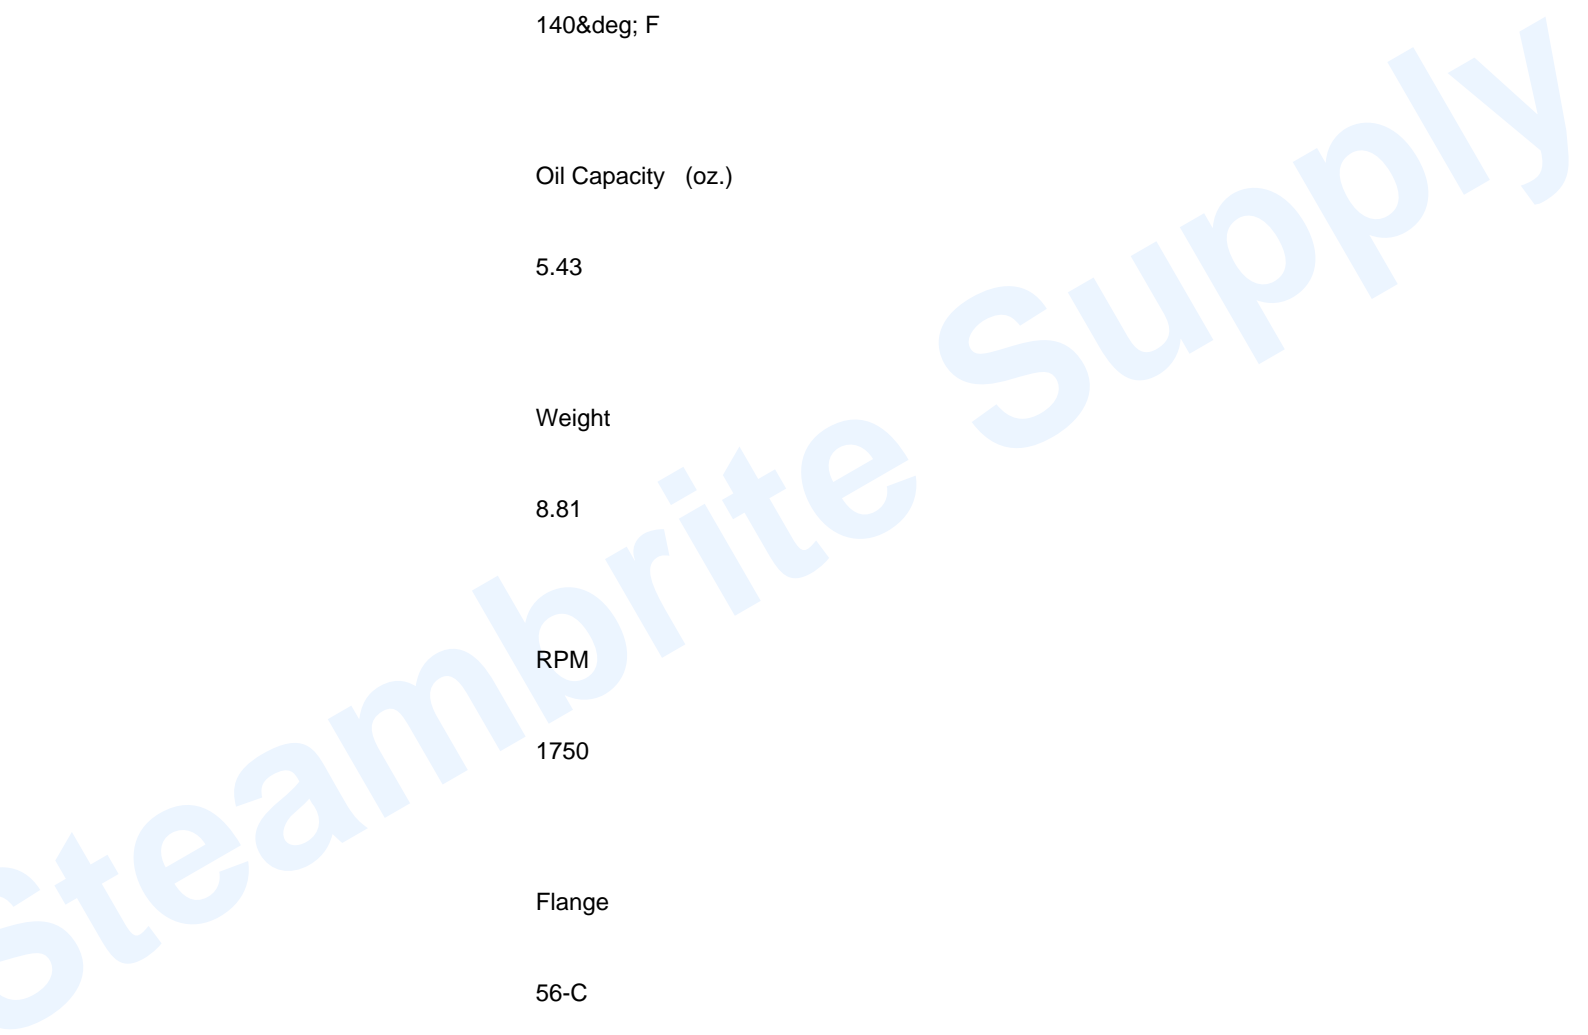 140&deg; F
Oil Capacity   (oz.)
5.43
Weight
8.81
RPM
1750
Flange
56-C
Steambrite Supply